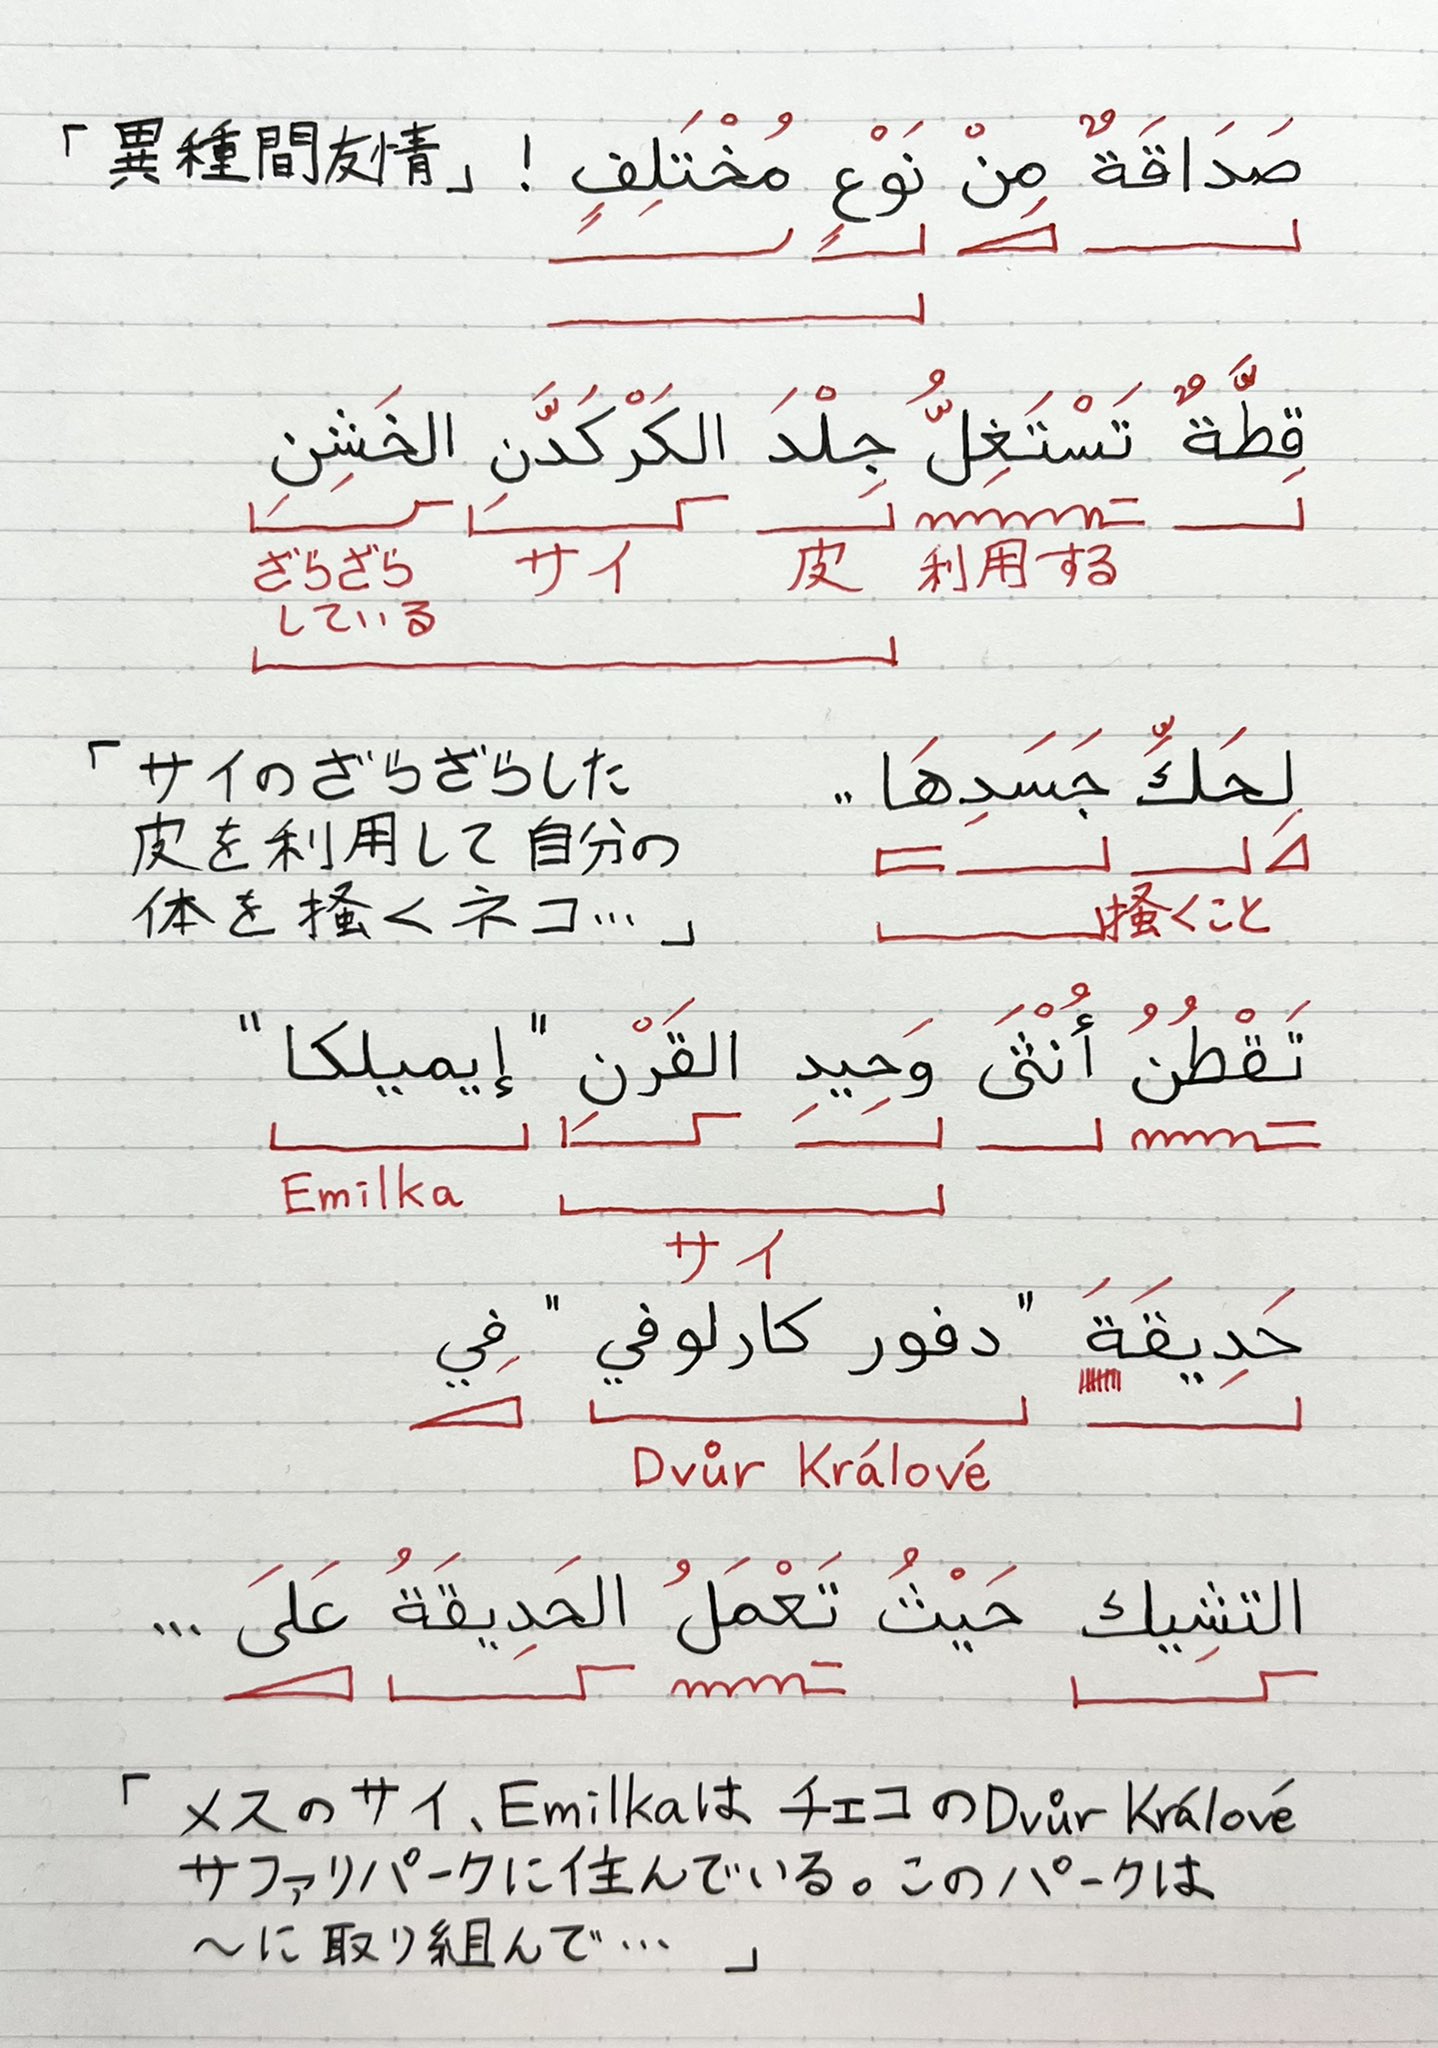 صَدَاقَةٌ مِنْ نَوْعٍ مُخْتَلِفٍ !
「異種間友情」
قِطَّةٌ تَسْتَغِلُّ جِلْدَ الكَرْكَدَّنِ الخَشِنِ
利用する 皮 サイ ざらざら
している
لِحَكِّ جَسَدِهَا ..
掻くこと
「サイのざらざらした
皮を利用して自分の
体を掻くネコ…」
تَقْطُنُ أُنْثَى وَحِيدِ القَرْنِ "إيميلكا"
Emilka
サイ
حَدِيقَةَ "دفور كارلوفي" فِي
Dvůr Králové
التشِيك حَيْثُ تَعْمَلُ الحَدِيقَةُ عَلَى ...
「メスのサイ、Emilkaは チェコのDvůr Králové
サファリパークに住んでいる。このパークは
〜に取り組んで… 」